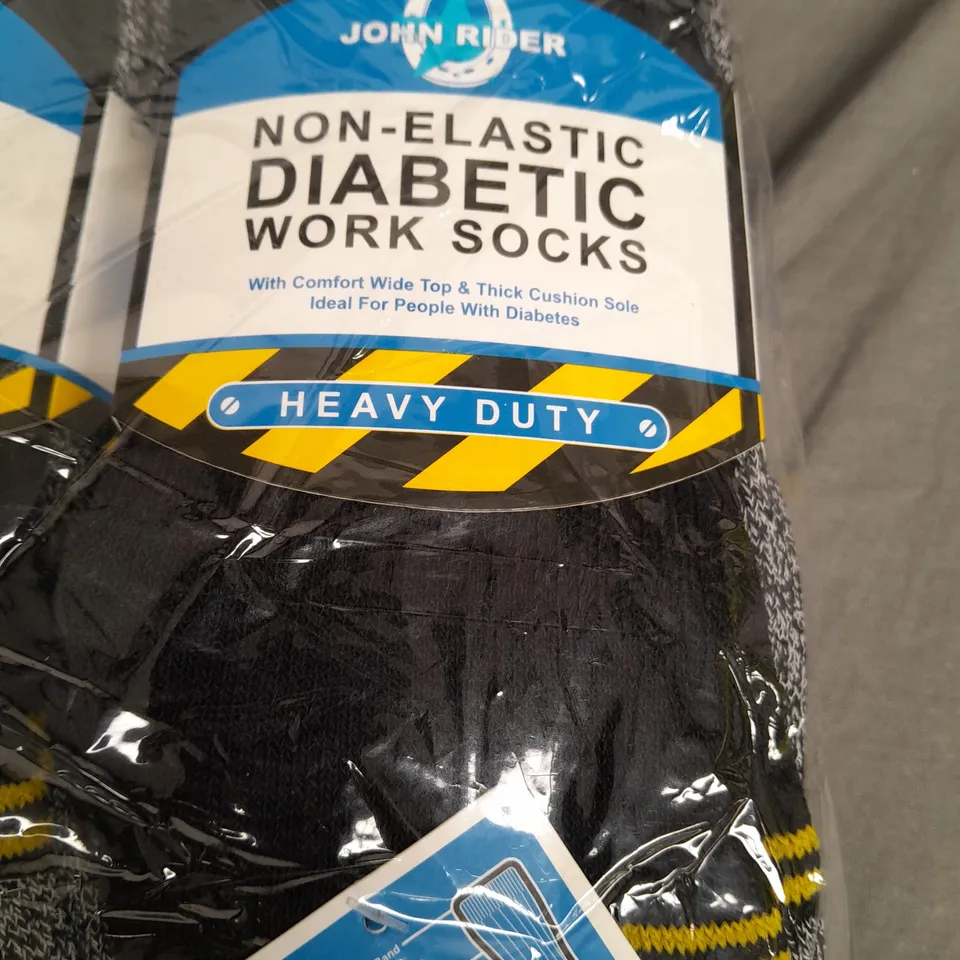 JOHN RIDER
NON-ELASTIC
DIABETIC
WORK SOCKS
With Comfort Wide Top & Thick Cushion Sole
Ideal For People With Diabetes
HEAVY DUTY